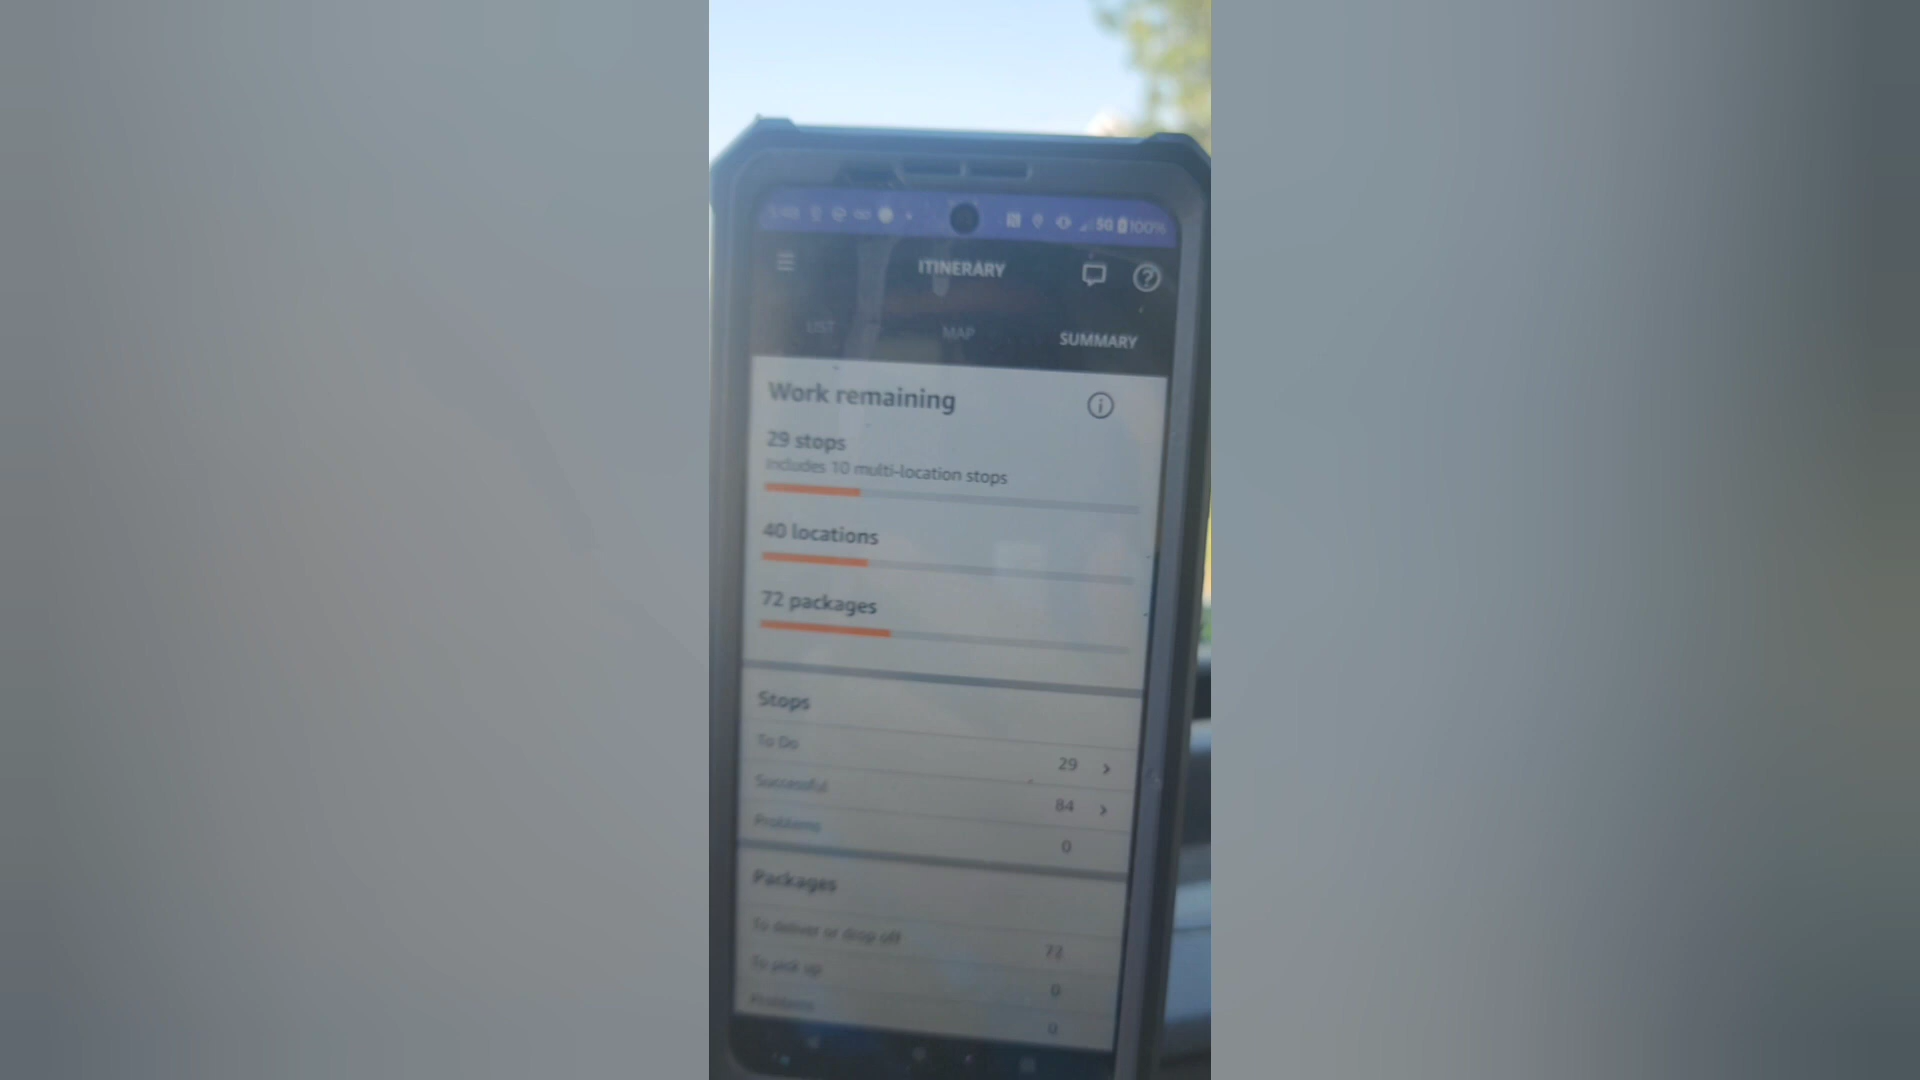 5G 100%
ITINERARY
LIST MAP SUMMARY
Work remaining
29 stops
Includes 10 multi-location stops
40 locations
72 packages
Stops
To Do 29
Successful 84
Problems 0
Packages
To deliver or drop off 72
To pick up 0
Problems 0